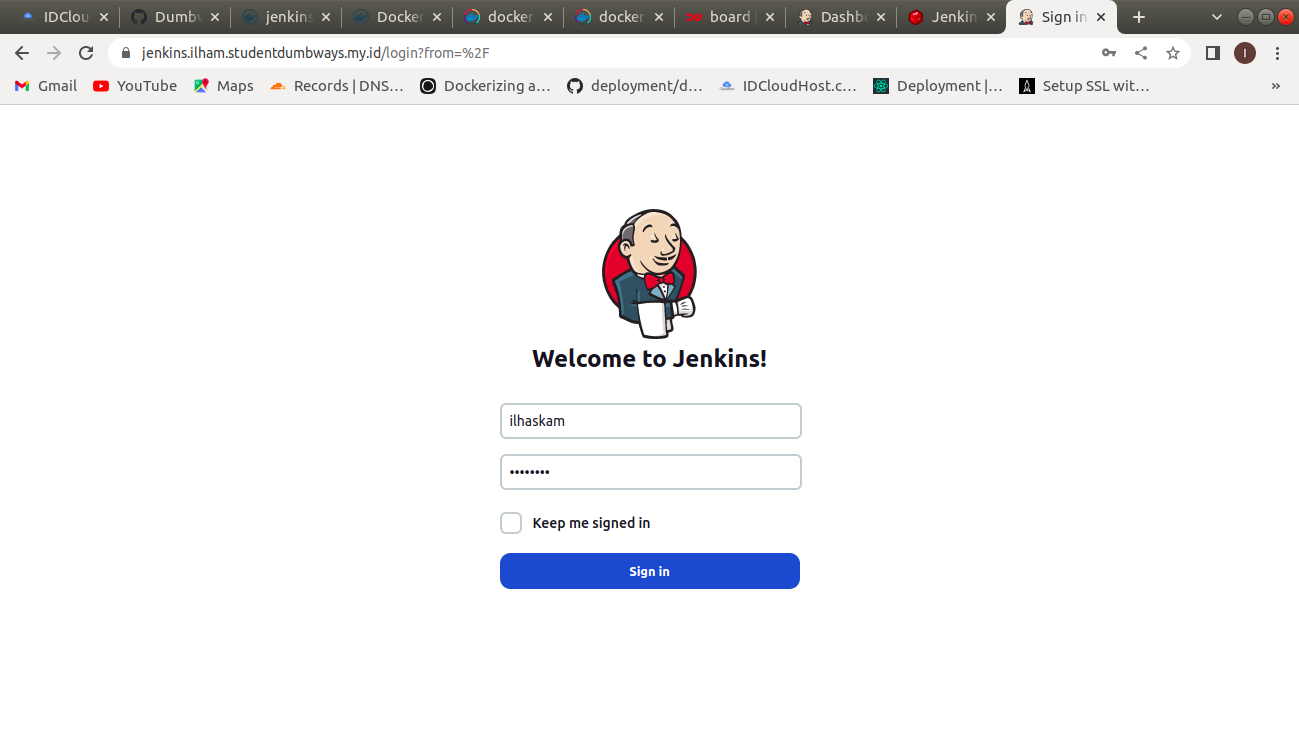 IDClou Dumbw jenkins Docker docker docker board Dashbo Jenkin Sign in
jenkins.ilham.studentdumbways.my.id/login?from=%2F
I
Gmail YouTube Maps Records | DNS... Dockerizing a... deployment/d... IDCloudHost.c... Deployment |... Setup SSL wit... »
Welcome to Jenkins!
ilhaskam
••••••••
Keep me signed in
Sign in